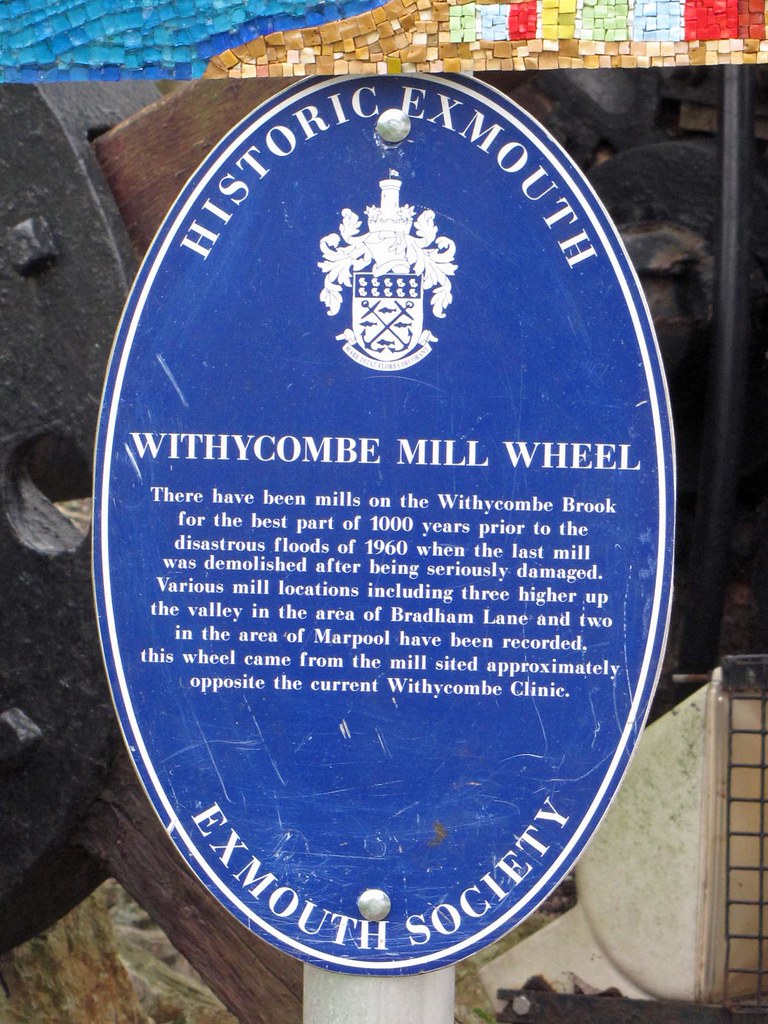 HISTORIC EXMOUTH
WITHYCOMBE MILL WHEEL
There have been mills on the Withycombe Brook
for the best part of 1000 years prior to the
disastrous floods of 1960 when the last mill
was demolished after being seriously damaged.
Various mill locations including three higher up
the valley in the area of Bradham Lane and two
in the area of Marpool have been recorded,
this wheel came from the mill sited approximately
opposite the current Withycombe Clinic.
EXMOUTH SOCIETY